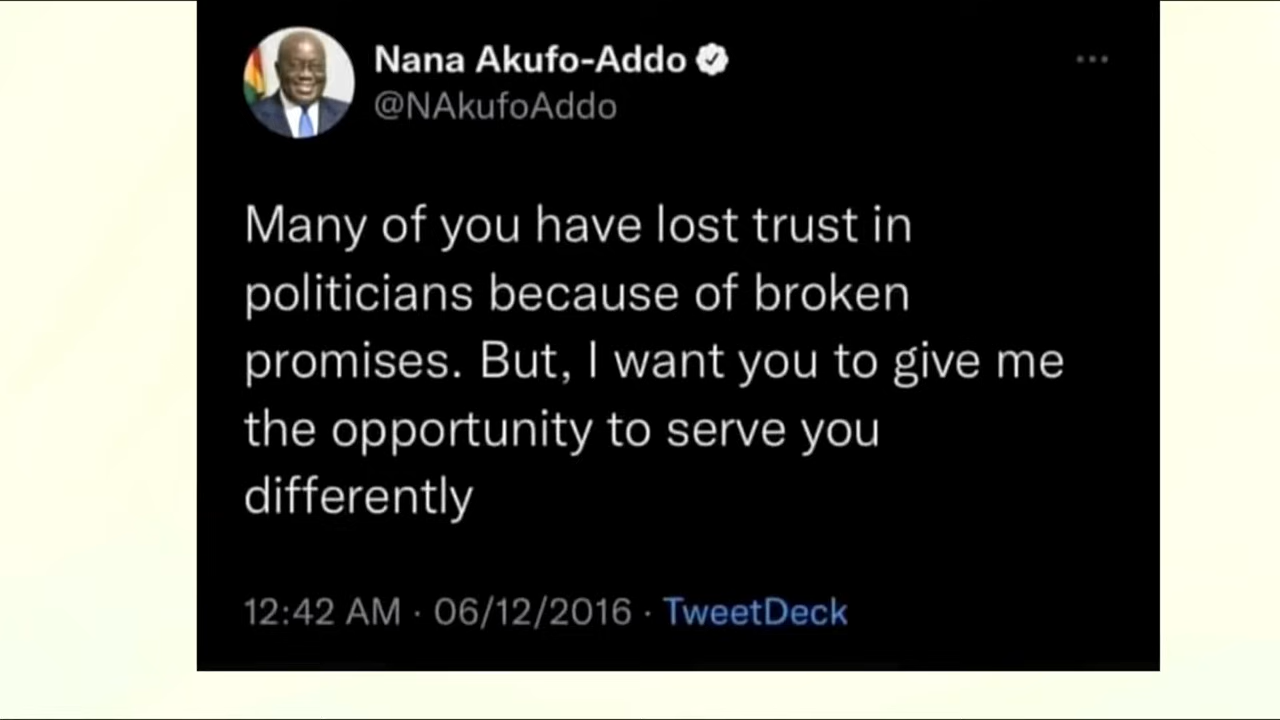 Nana Akufo-Addo
@NAkufoAddo
Many of you have lost trust in
politicians because of broken
promises. But, I want you to give me
the opportunity to serve you
differently
12:42 AM · 06/12/2016 · TweetDeck